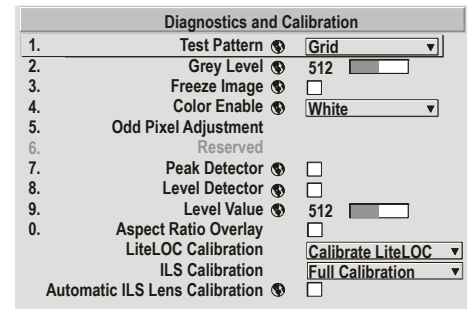 Diagnostics and Calibration
1. Test Pattern Grid
2. Grey Level 512
3. Freeze Image
4. Color Enable White
5. Odd Pixel Adjustment
6. Reserved
7. Peak Detector
8. Level Detector
9. Level Value 512
0. Aspect Ratio Overlay
LiteLOC Calibration Calibrate LiteLOC
ILS Calibration Full Calibration
Automatic ILS Lens Calibration